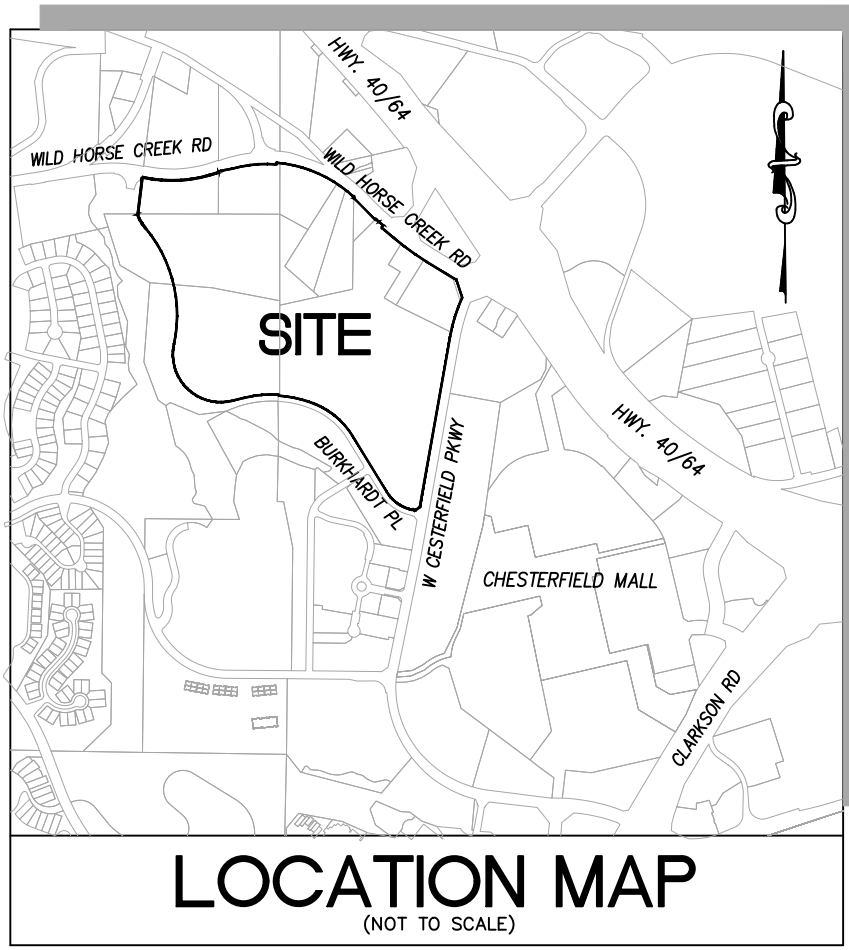 HWY. 40/64
WILD HORSE CREEK RD
WILD HORSE CREEK RD
SITE
HWY. 40/64
BURKHARDT PL
W CESTERFIELD PKWY
CHESTERFIELD MALL
CLARKSON RD
LOCATION MAP
(NOT TO SCALE)